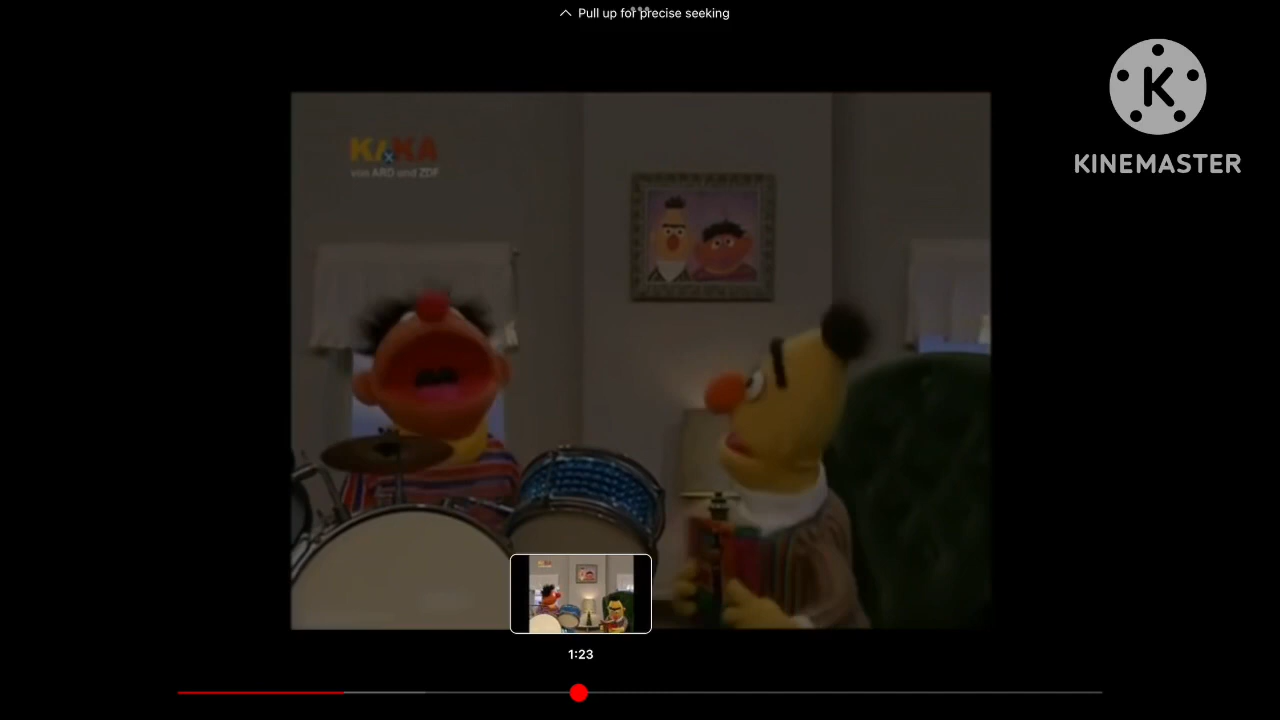 Pull up for precise seeking
K
KINEMASTER
KiKA
von ARD und ZDF
1:23